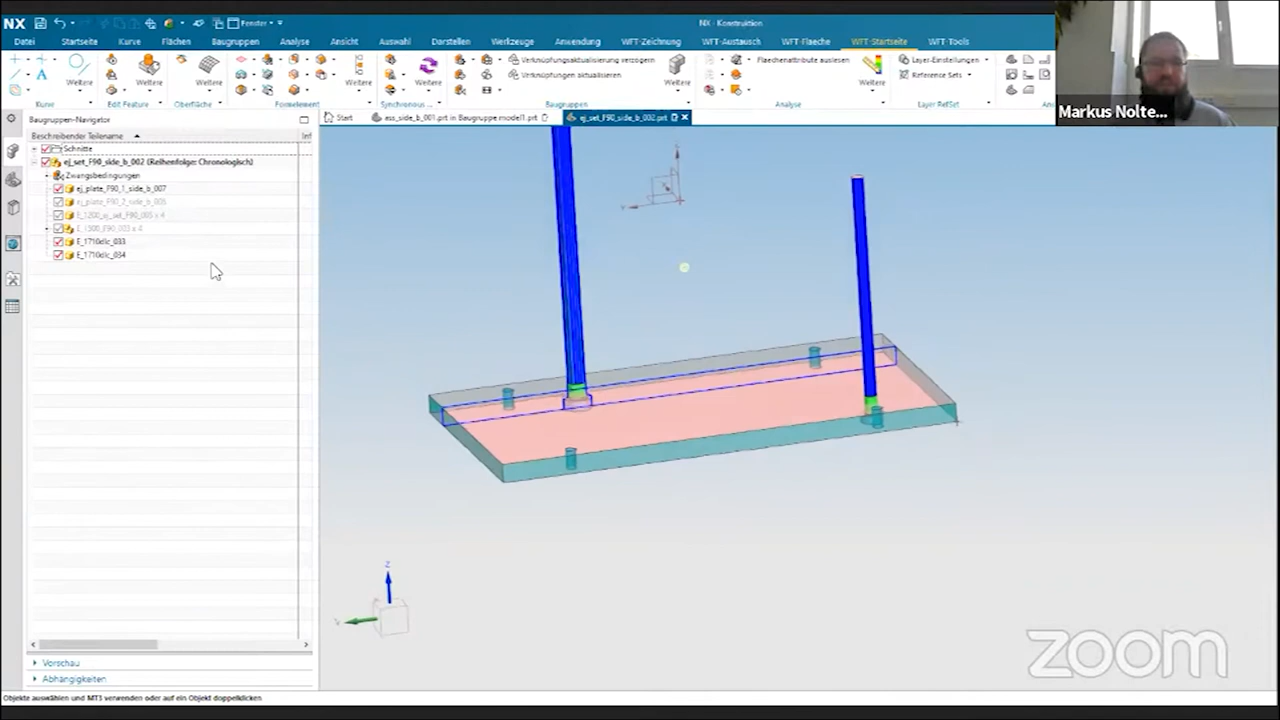 NX
Fenster
NX - Konstruktion
Datei Startseite Kurve Flächen Baugruppen Analyse Ansicht Auswahl Darstellen Werkzeuge Anwendung WFT-Zeichnung WFT-Austausch WFT-Flaeche WFT-Startseite WFT-Tools
Verknüpfungsaktualisierung verzögern
Flaechenattribute auslesen
Layer-Einstellungen
Verknüpfungen aktualisieren
Reference Sets
Weitere Weitere Weitere Weitere Weitere Weitere Weitere
Kurve Edit Feature Oberfläche Formelement Synchronous ... Baugruppen Analyse Layer RefSet
Markus Nolte...
Baugruppen-Navigator
Start
ass_side_b_001.prt in Baugruppe model1.prt
ej_set_F90_side_b_002.prt
Beschreibender Teilename
Inf
Schnitte
ej_set_F90_side_b_002 (Reihenfolge: Chronologisch)
Zwangsbedingungen
ej_plate_F90_1_side_b_007
E_1710dlc_033
E_1710dlc_034
Z
Vorschau
Abhängigkeiten
zoom
Objekte auswählen und MT3 verwenden oder auf ein Objekt doppelklicken